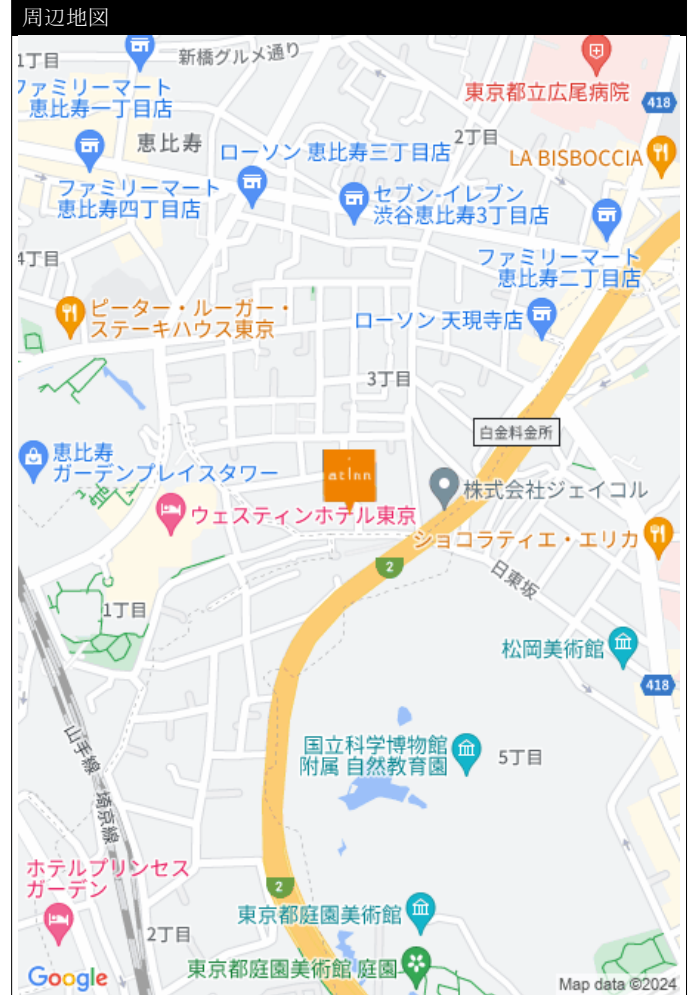 周辺地図
1丁目
新橋グルメ通り
ファミリーマート
恵比寿一丁目店
東京都立広尾病院
418
恵比寿
ローソン 恵比寿三丁目店
2丁目
LA BISBOCCIA
ファミリーマート
恵比寿四丁目店
セブン-イレブン
渋谷恵比寿3丁目店
4丁目
ファミリーマート
恵比寿二丁目店
ピーター・ルーガー・
ステーキハウス東京
ローソン 天現寺店
3丁目
白金料金所
恵比寿
ガーデンプレイスタワー
at Inn
株式会社ジェイコル
ウェスティンホテル東京
ショコラティエ・エリカ
2
日東坂
1丁目
松岡美術館
418
山手線
国立科学博物館
附属 自然教育園
5丁目
埼京線
ホテルプリンセス
ガーデン
2
東京都庭園美術館
2丁目
東京都庭園美術館 庭園
Google
Map data ©2024